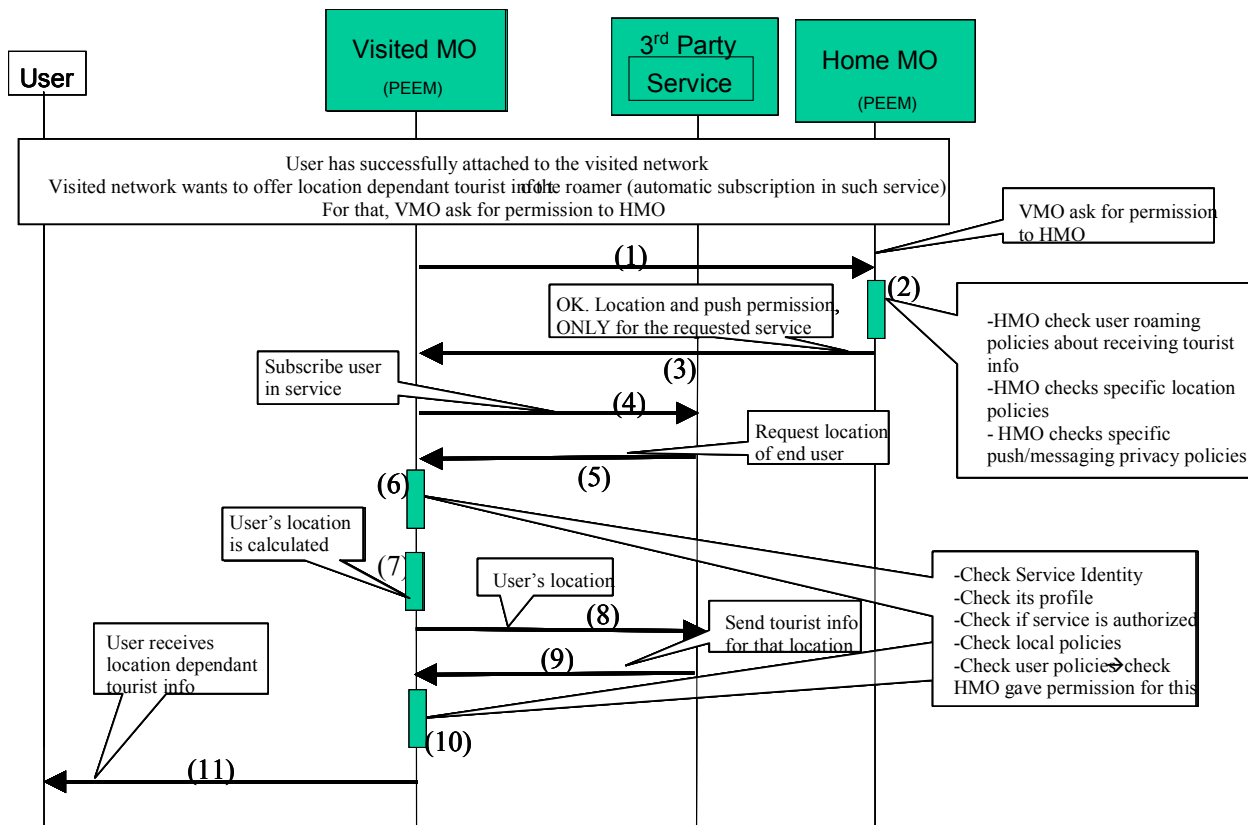 User
Visited MO
(PEEM)
3rd Party
Service
Home MO
(PEEM)
User has successfully attached to the visited network
Visited network wants to offer location dependant tourist info the roamer (automatic subscription in such service)
For that, VMO ask for permission to HMO
VMO ask for permission
to HMO
(1)
(2)
OK. Location and push permission,
ONLY for the requested service
-HMO check user roaming
policies about receiving tourist
info
-HMO checks specific location
policies
- HMO checks specific
push/messaging privacy policies
(3)
Subscribe user
in service
(4)
Request location
of end user
(5)
(6)
User's location
is calculated
(7)
User's location
(8)
-Check Service Identity
-Check its profile
-Check if service is authorized
-Check local policies
-Check user policies→check
HMO gave permission for this
Send tourist info
for that location
(9)
User receives
location dependant
tourist info
(10)
(11)